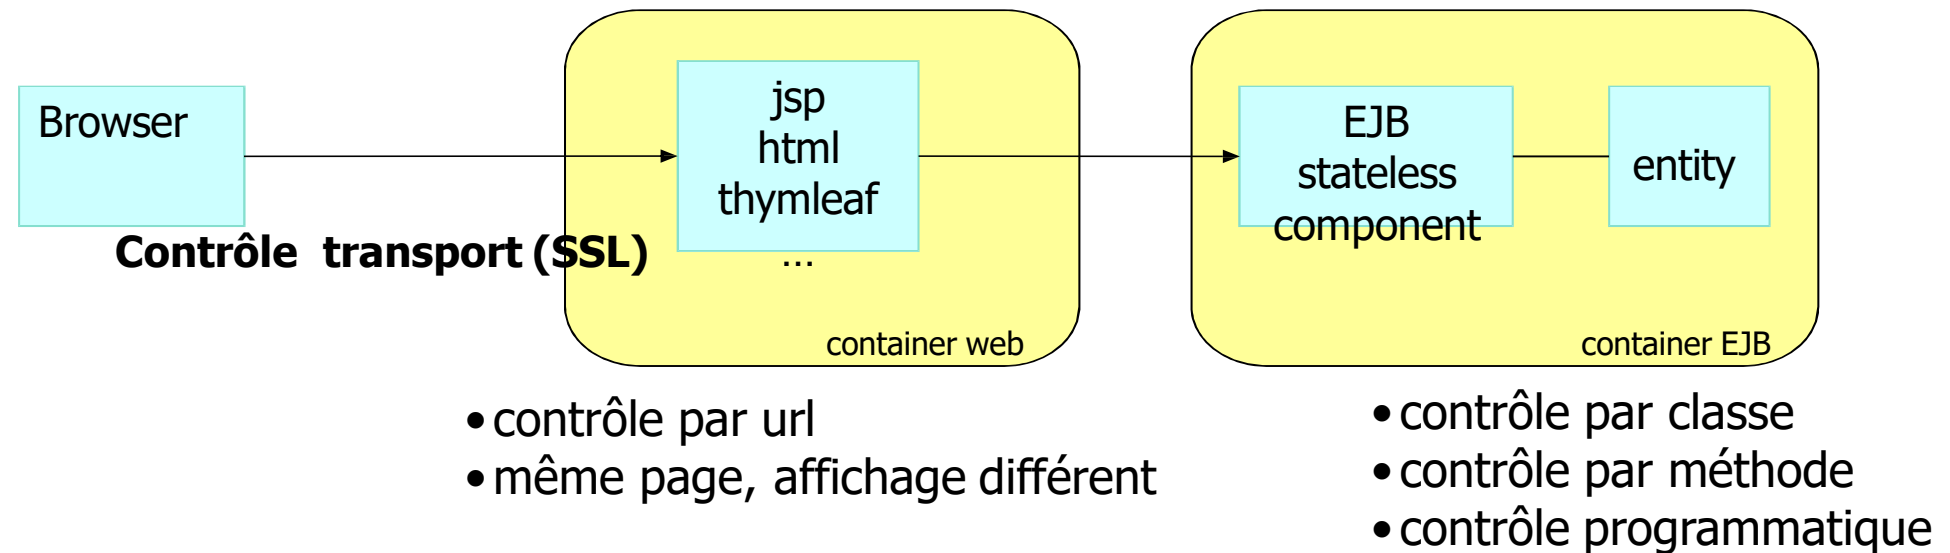 Browser
Contrôle transport (SSL)
jsp
html
thymleaf
...
container web
EJB
stateless
component
entity
container EJB
•contrôle par url
•même page, affichage différent
•contrôle par classe
•contrôle par méthode
•contrôle programmatique